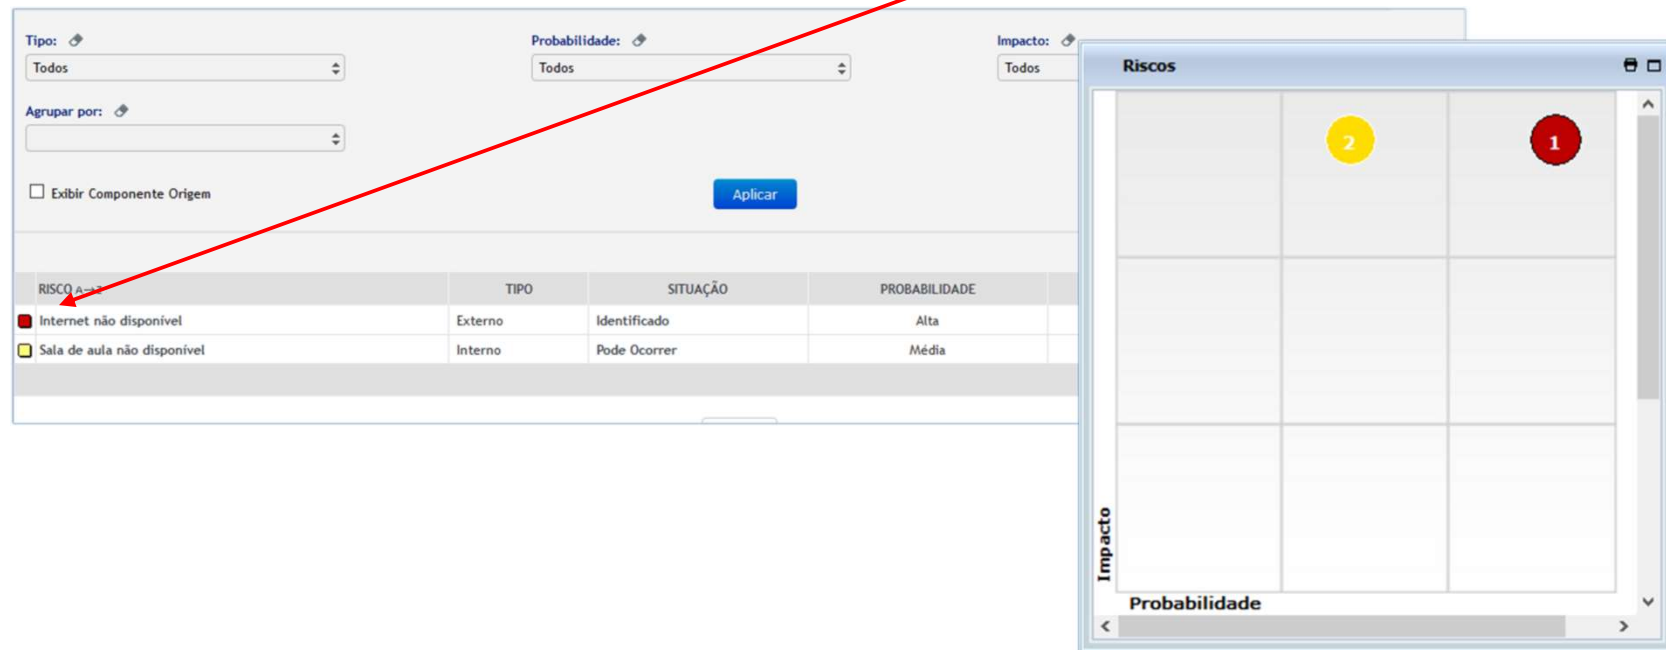 Tipo:
Probabilidade:
Impacto:
Todos
Todos
Todos
Agrupar por:
Exibir Componente Origem
Aplicar
RISCO
TIPO
SITUAÇÃO
PROBABILIDADE
Internet não disponível
Externo
Identificado
Alta
Sala de aula não disponível
Interno
Pode Ocorrer
Média
Riscos
2
1
Impacto
Probabilidade